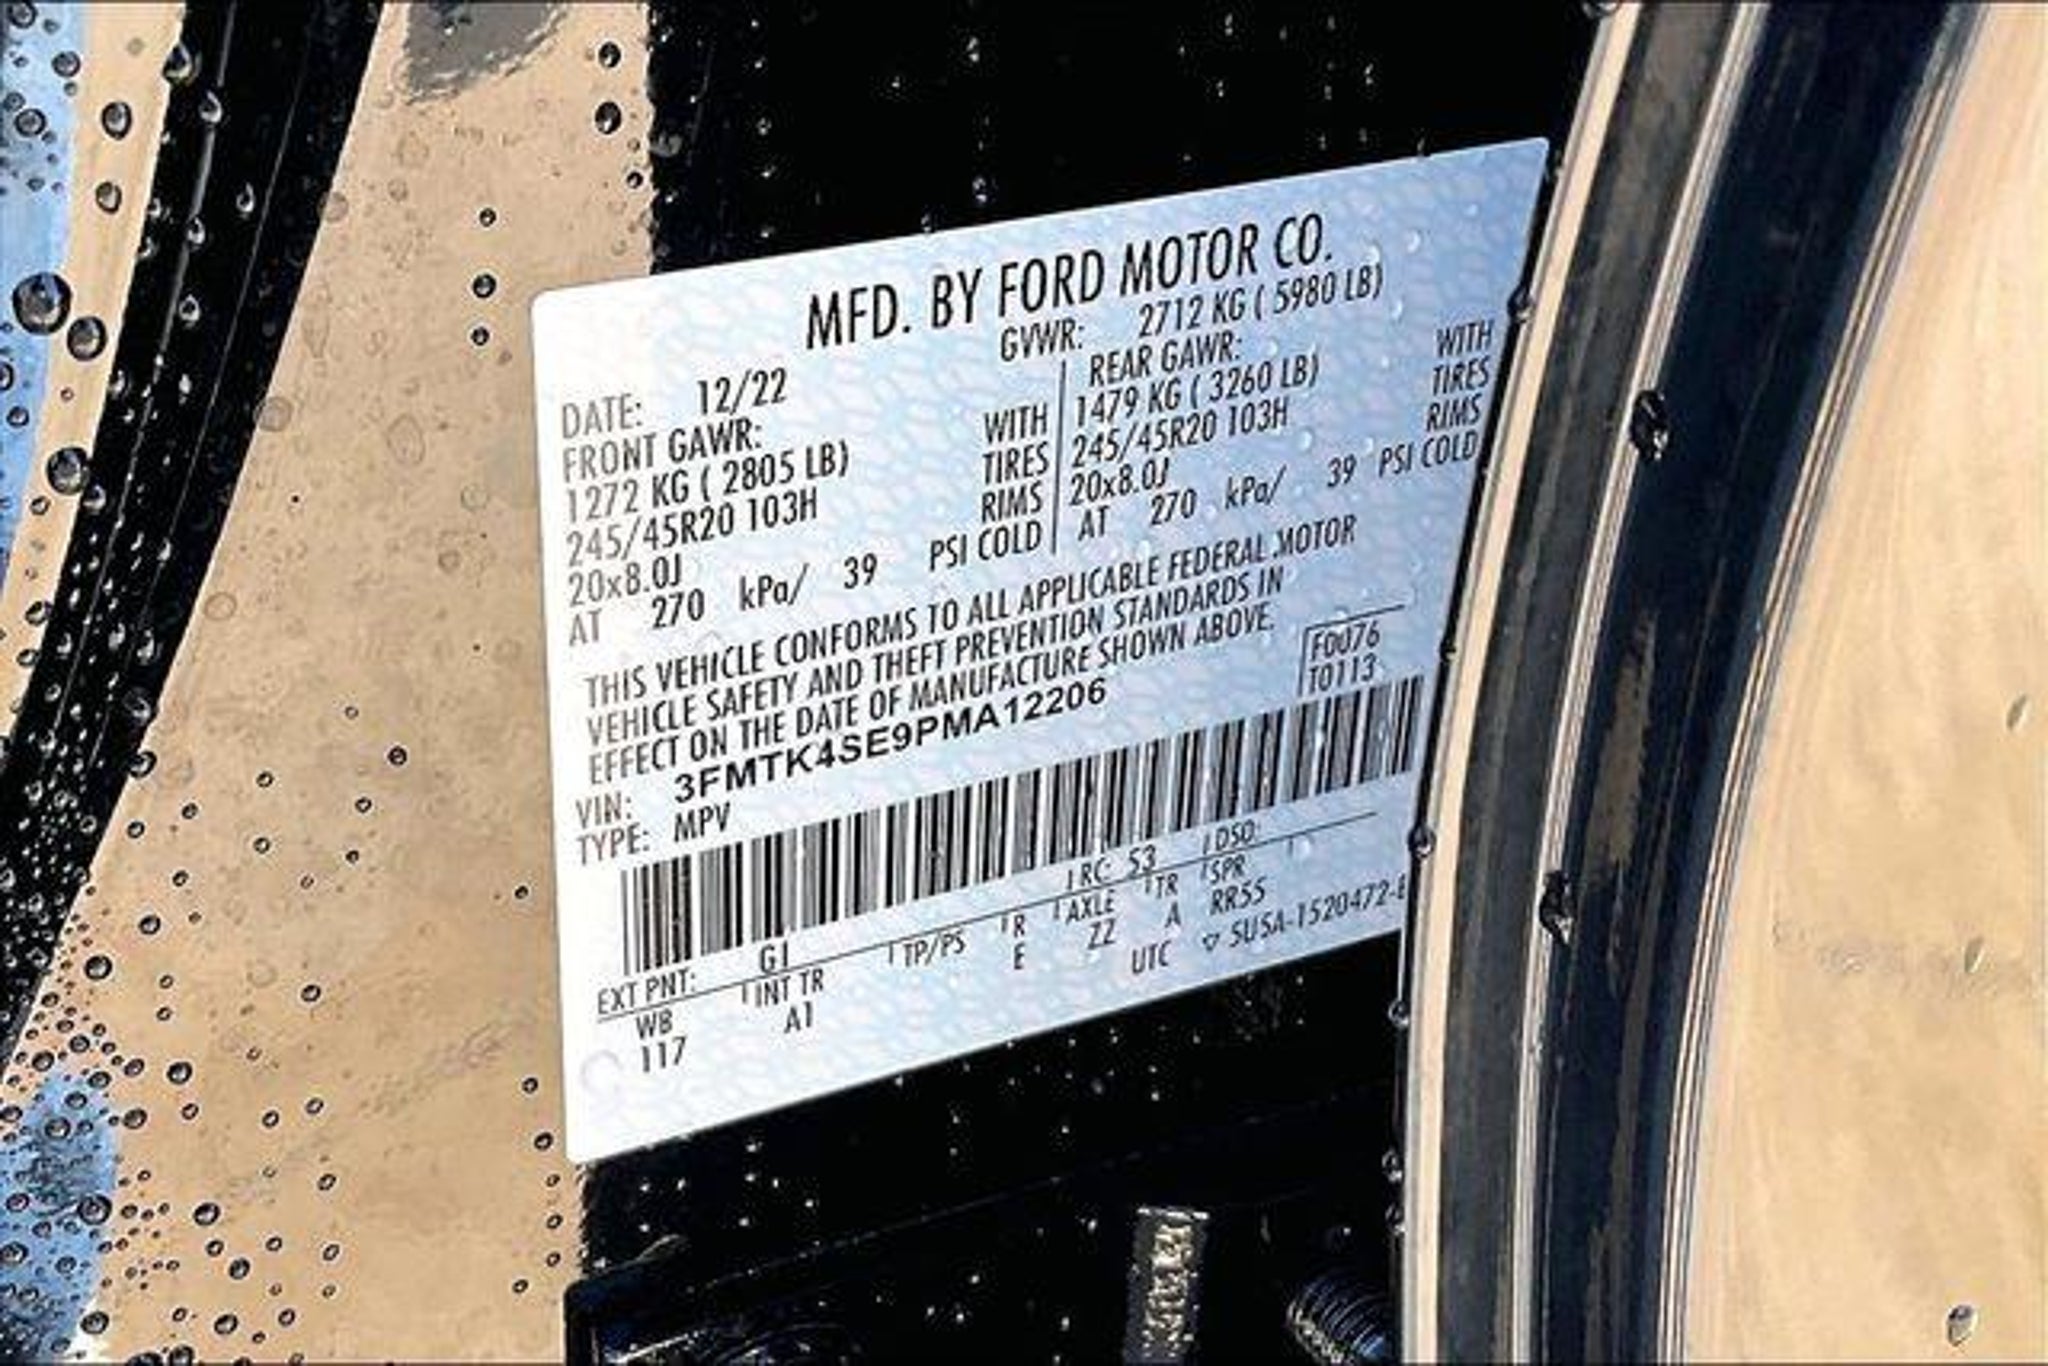 MFD. BY FORD MOTOR CO.
DATE: 12/22 GVWR: 2712 KG ( 5980 LB)
FRONT GAWR:
1272 KG ( 2805 LB) WITH
245/45R20 103H TIRES
20x8.0J RIMS
AT 270 kPa/ 39 PSI COLD
REAR GAWR:
1479 KG ( 3260 LB) WITH
245/45R20 103H TIRES
20x8.0J RIMS
AT 270 kPa/ 39 PSI COLD
THIS VEHICLE CONFORMS TO ALL APPLICABLE FEDERAL MOTOR
VEHICLE SAFETY AND THEFT PREVENTION STANDARDS IN
EFFECT ON THE DATE OF MANUFACTURE SHOWN ABOVE.
F0076
T0113
VIN: 3FMTK4SE9PMA12206
TYPE: MPV
EXT PNT: G1 RC: 53 DSO:
WB INT TR TP/PS R AXLE TR SPR
117 A1 E ZZ A RR55
UTC ▽ SU5A-1520472-